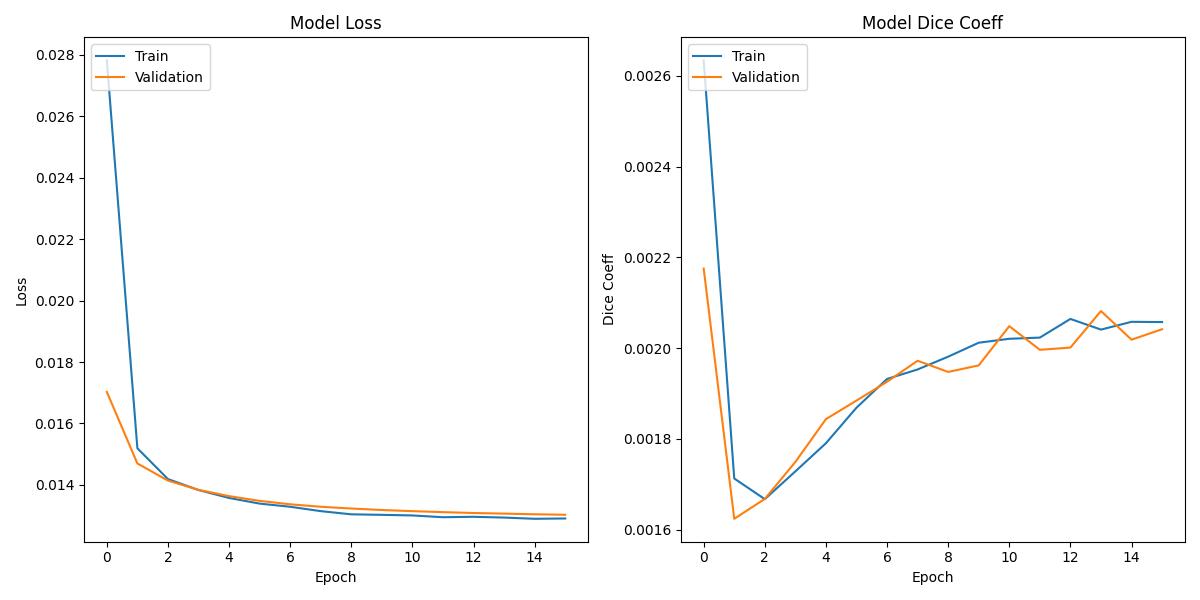 Model Loss
Train
Validation
0.028
0.026
0.024
0.022
0.020
0.018
0.016
0.014
Loss
0 2 4 6 8 10 12 14
Epoch
Model Dice Coeff
Train
Validation
0.0026
0.0024
0.0022
0.0020
0.0018
0.0016
Dice Coeff
0 2 4 6 8 10 12 14
Epoch